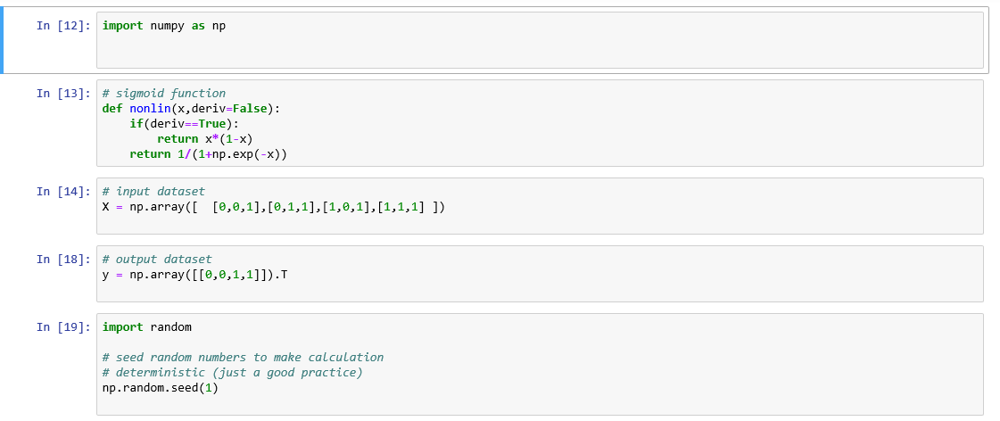 In [12]: import numpy as np
In [13]: # sigmoid function
def nonlin(x,deriv=False):
    if(deriv==True):
        return x*(1-x)
    return 1/(1+np.exp(-x))
In [14]: # input dataset
X = np.array([  [0,0,1],[0,1,1],[1,0,1],[1,1,1] ])
In [18]: # output dataset
y = np.array([[0,0,1,1]]).T
In [19]: import random
# seed random numbers to make calculation
# deterministic (just a good practice)
np.random.seed(1)